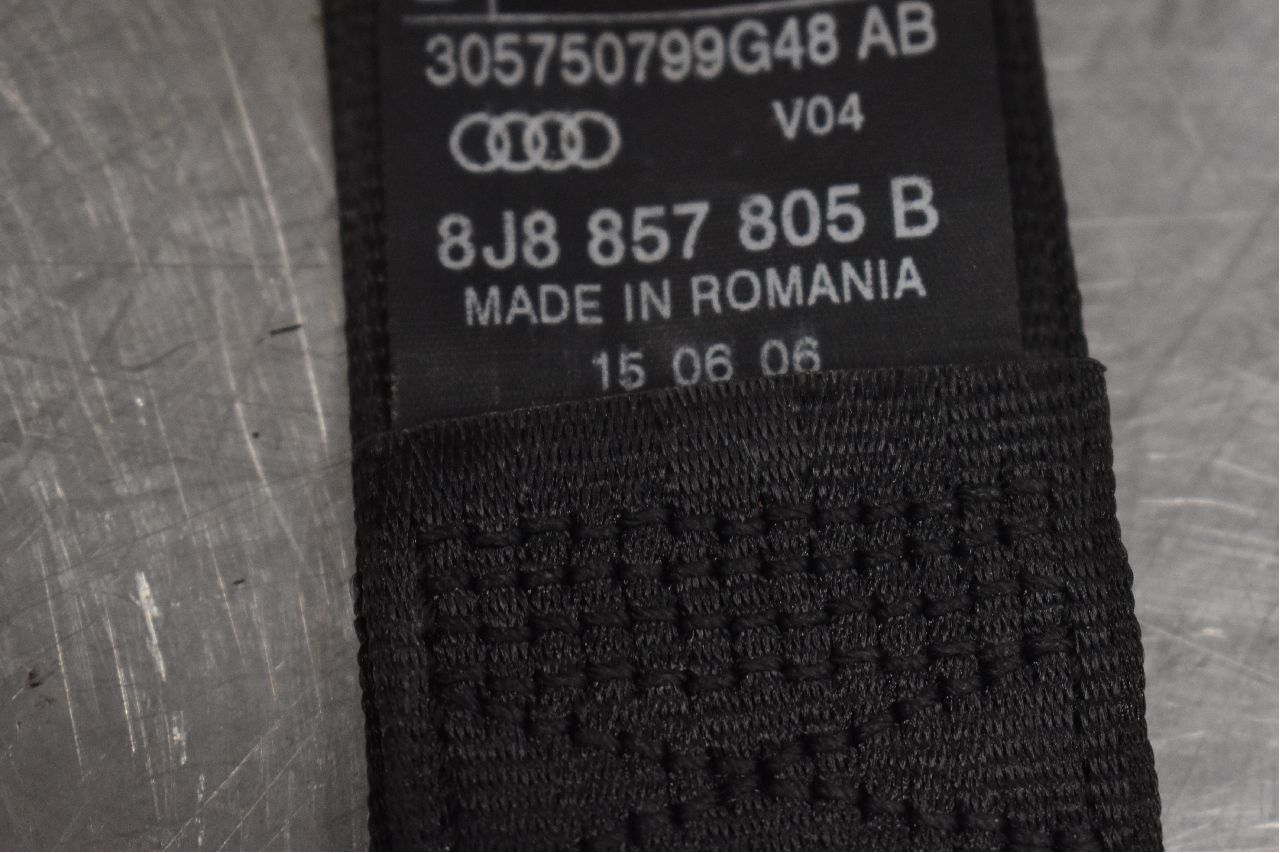 305750799G48 AB
V04
8J8 857 805 B
MADE IN ROMANIA
15 06 06